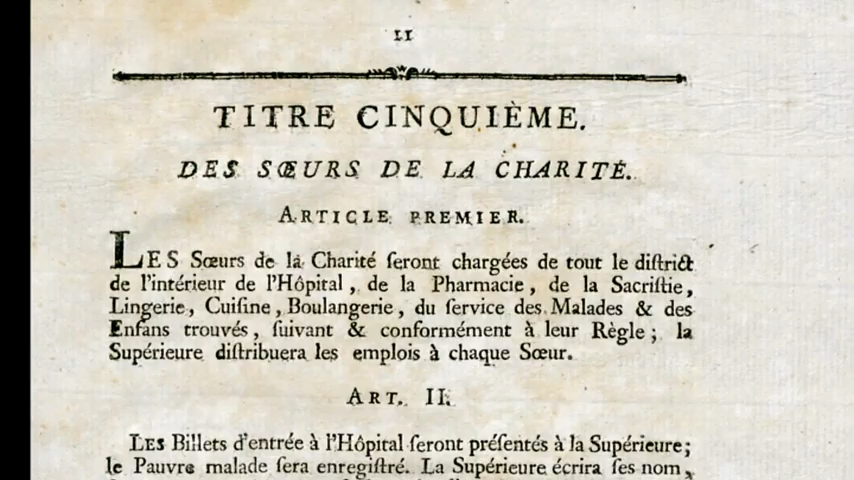 11
TITRE CINQUIÈME.
DES SŒURS DE LA CHARITÉ.
ARTICLE PREMIER.
LES Sœurs de la Charité ſeront chargées de tout le diſtrict
de l'intérieur de l'Hôpital, de la Pharmacie, de la Sacriſtie,
Lingerie, Cuiſine, Boulangerie, du ſervice des Malades & des
Enfans trouvés, ſuivant & conformément à leur Règle; la
Supérieure diſtribuera les emplois à chaque Sœur.
ART. II.
LES Billets d'entrée à l'Hôpital ſeront préſentés à la Supérieure;
le Pauvre malade ſera enregiſtré. La Supérieure écrira ſes nom,